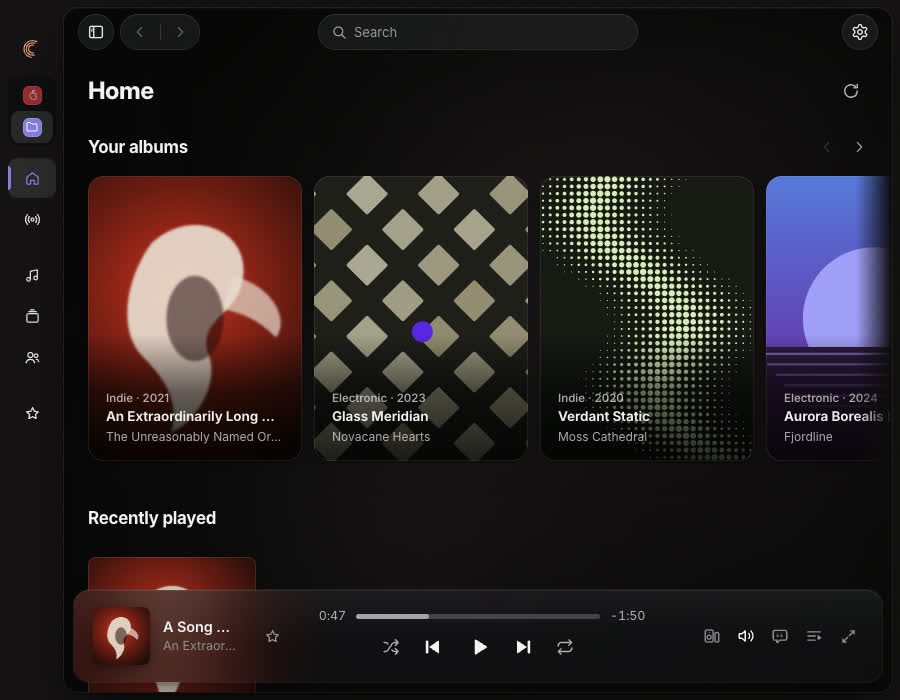 Search
Home
Your albums
Indie · 2021
An Extraordinarily Long ...
The Unreasonably Named Or...
Electronic · 2023
Glass Meridian
Novacane Hearts
Indie · 2020
Verdant Static
Moss Cathedral
Electronic · 2024
Aurora Borealis
Fjordline
Recently played
A Song ...
An Extraor...
0:47
-1:50